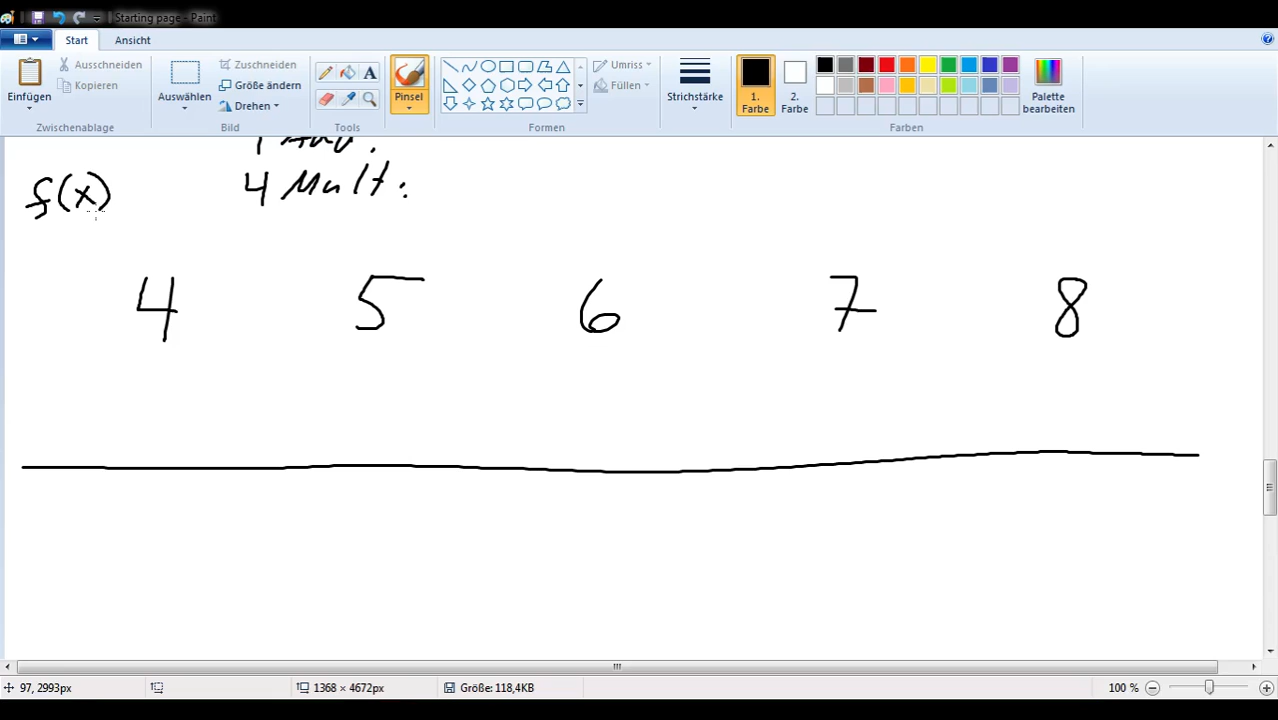 Starting page - Paint
Start Ansicht
Einfügen
Ausschneiden
Kopieren
Zwischenablage
Auswählen
Zuschneiden
Größe ändern
Drehen
Bild
A
Tools
Pinsel
Umriss
Füllen
Formen
Strichstärke
1. Farbe
2. Farbe
Palette bearbeiten
Farben
4 Mult.
f(x)
4 5 6 7 8
97, 2993px
1368 × 4672px
Größe: 118,4KB
100 %